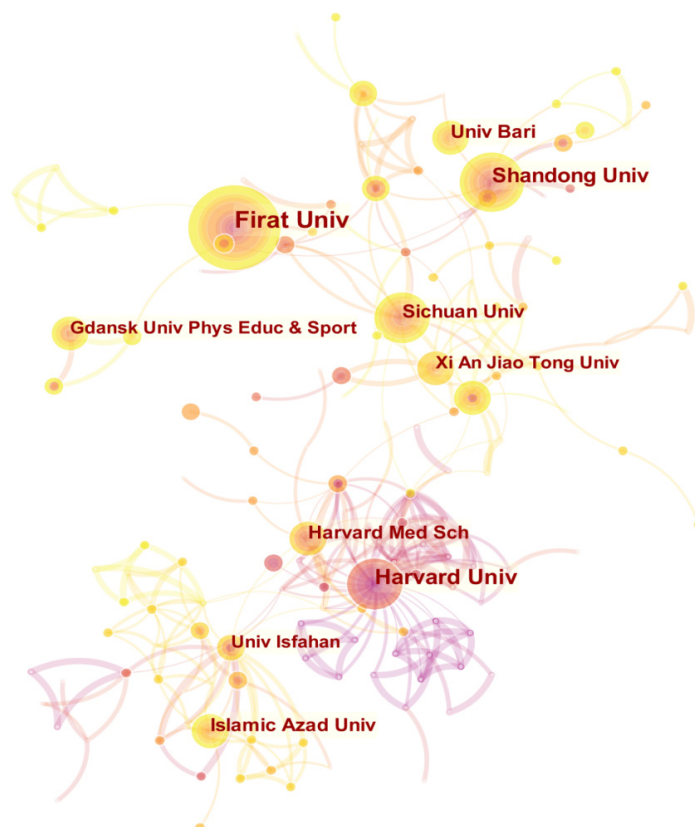 Univ Bari
Shandong Univ
Firat Univ
Sichuan Univ
Gdansk Univ Phys Educ & Sport
Xi An Jiao Tong Univ
Harvard Med Sch
Harvard Univ
Univ Isfahan
Islamic Azad Univ